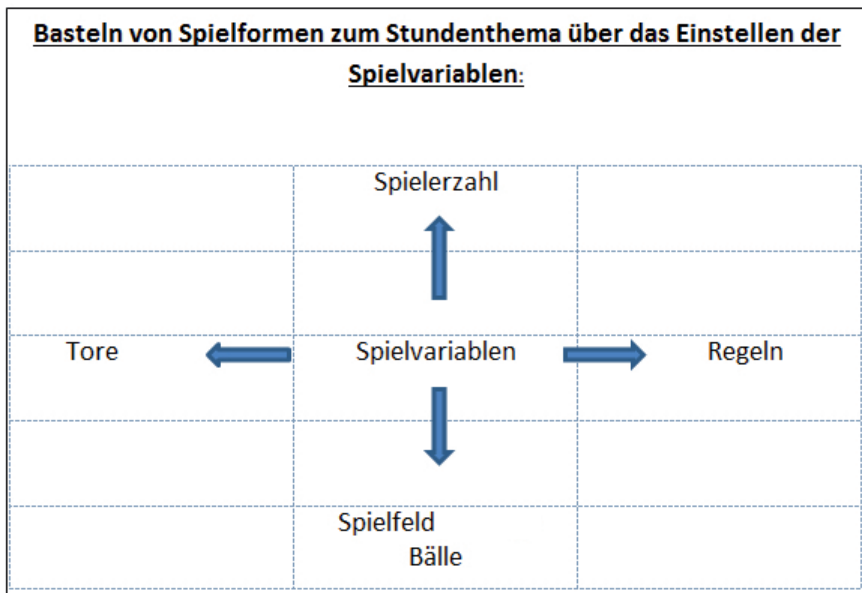 Basteln von Spielformen zum Stundenthema über das Einstellen der
Spielvariablen:
Spielerzahl
Tore Spielvariablen Regeln
Spielfeld
Bälle